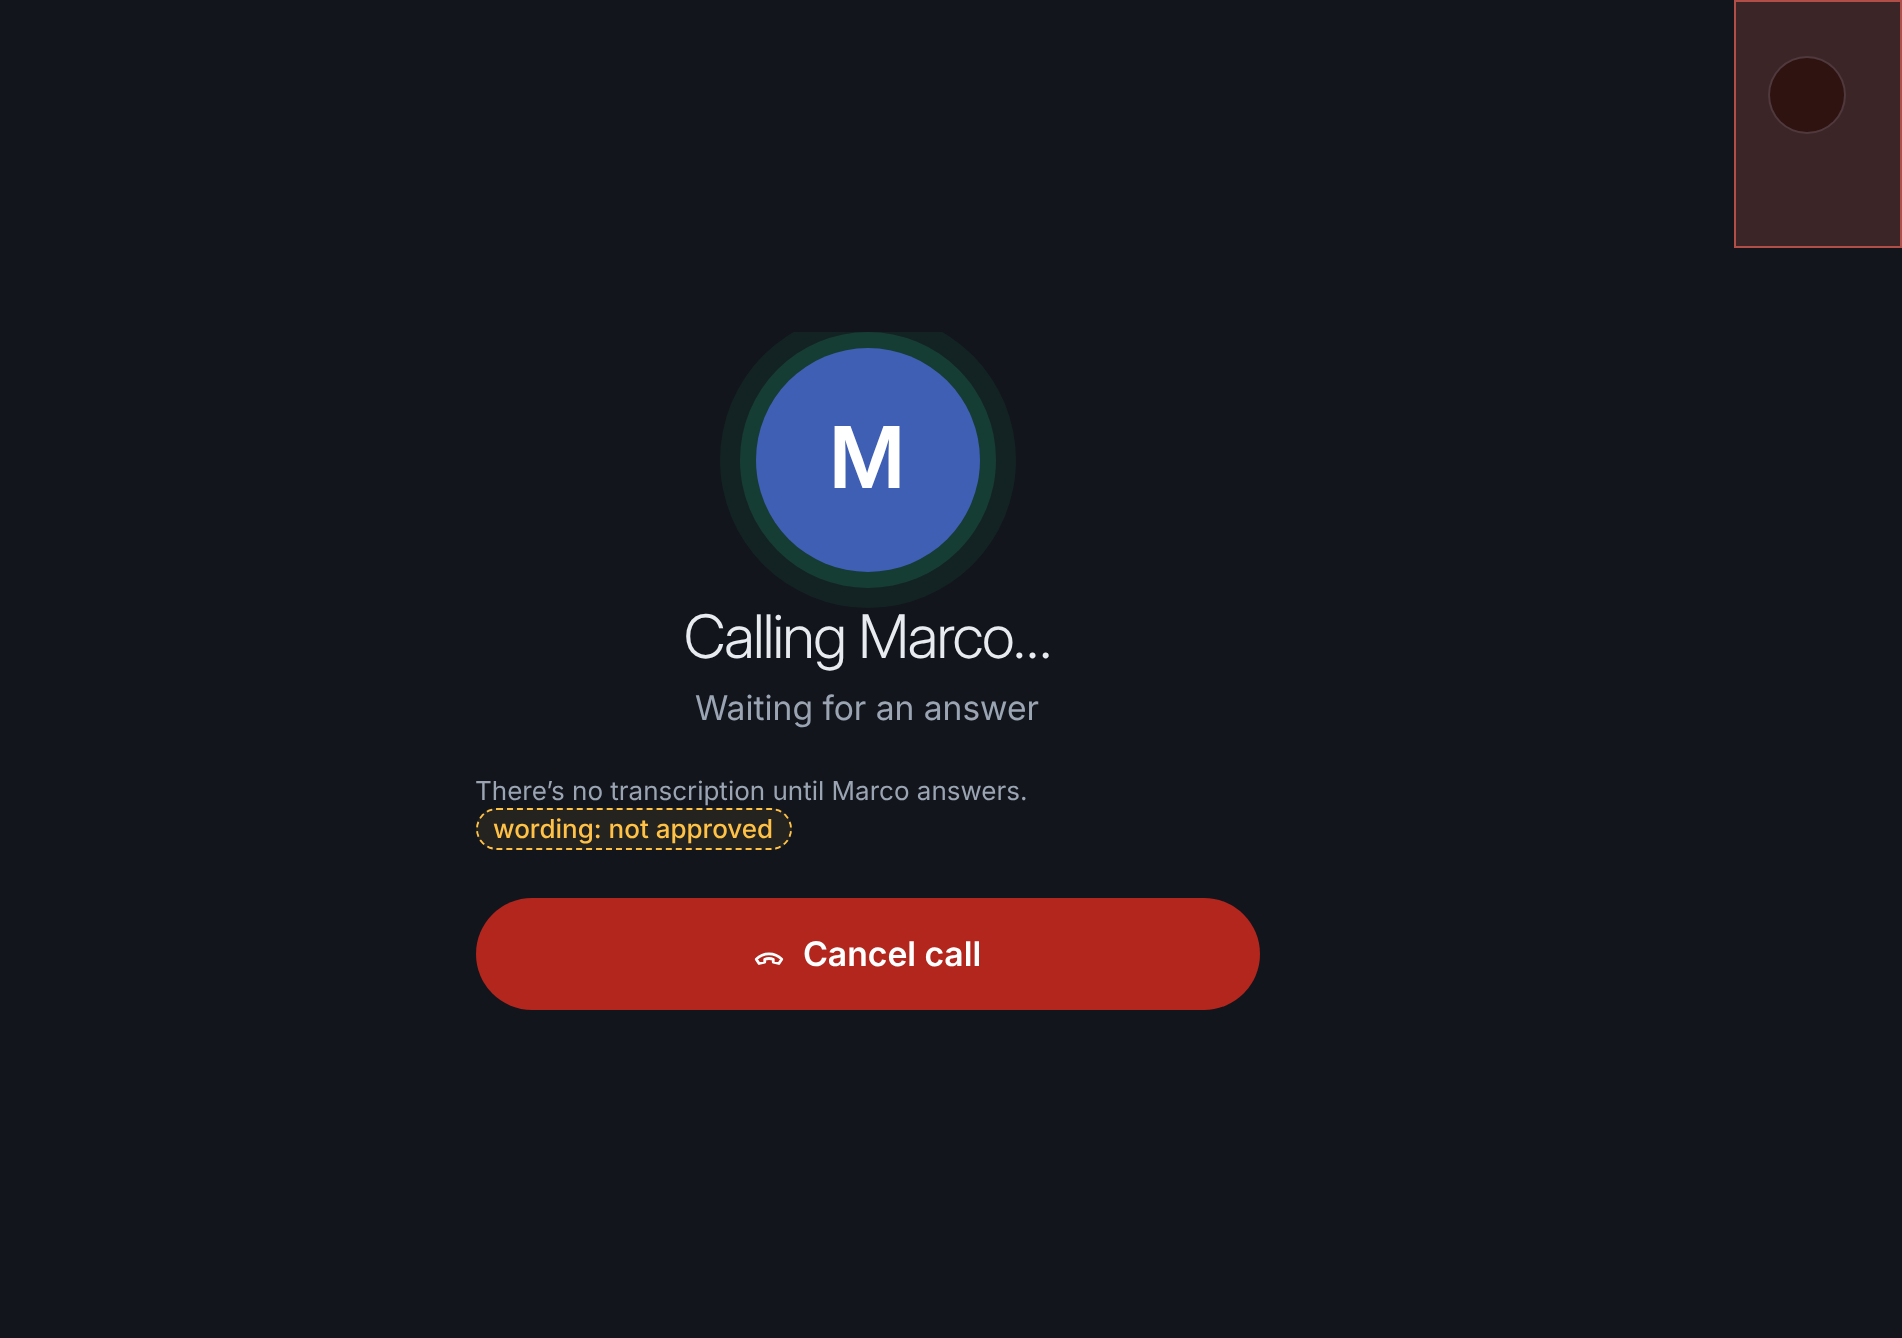 M
Calling Marco...
Waiting for an answer
There’s no transcription until Marco answers.
wording: not approved
Cancel call